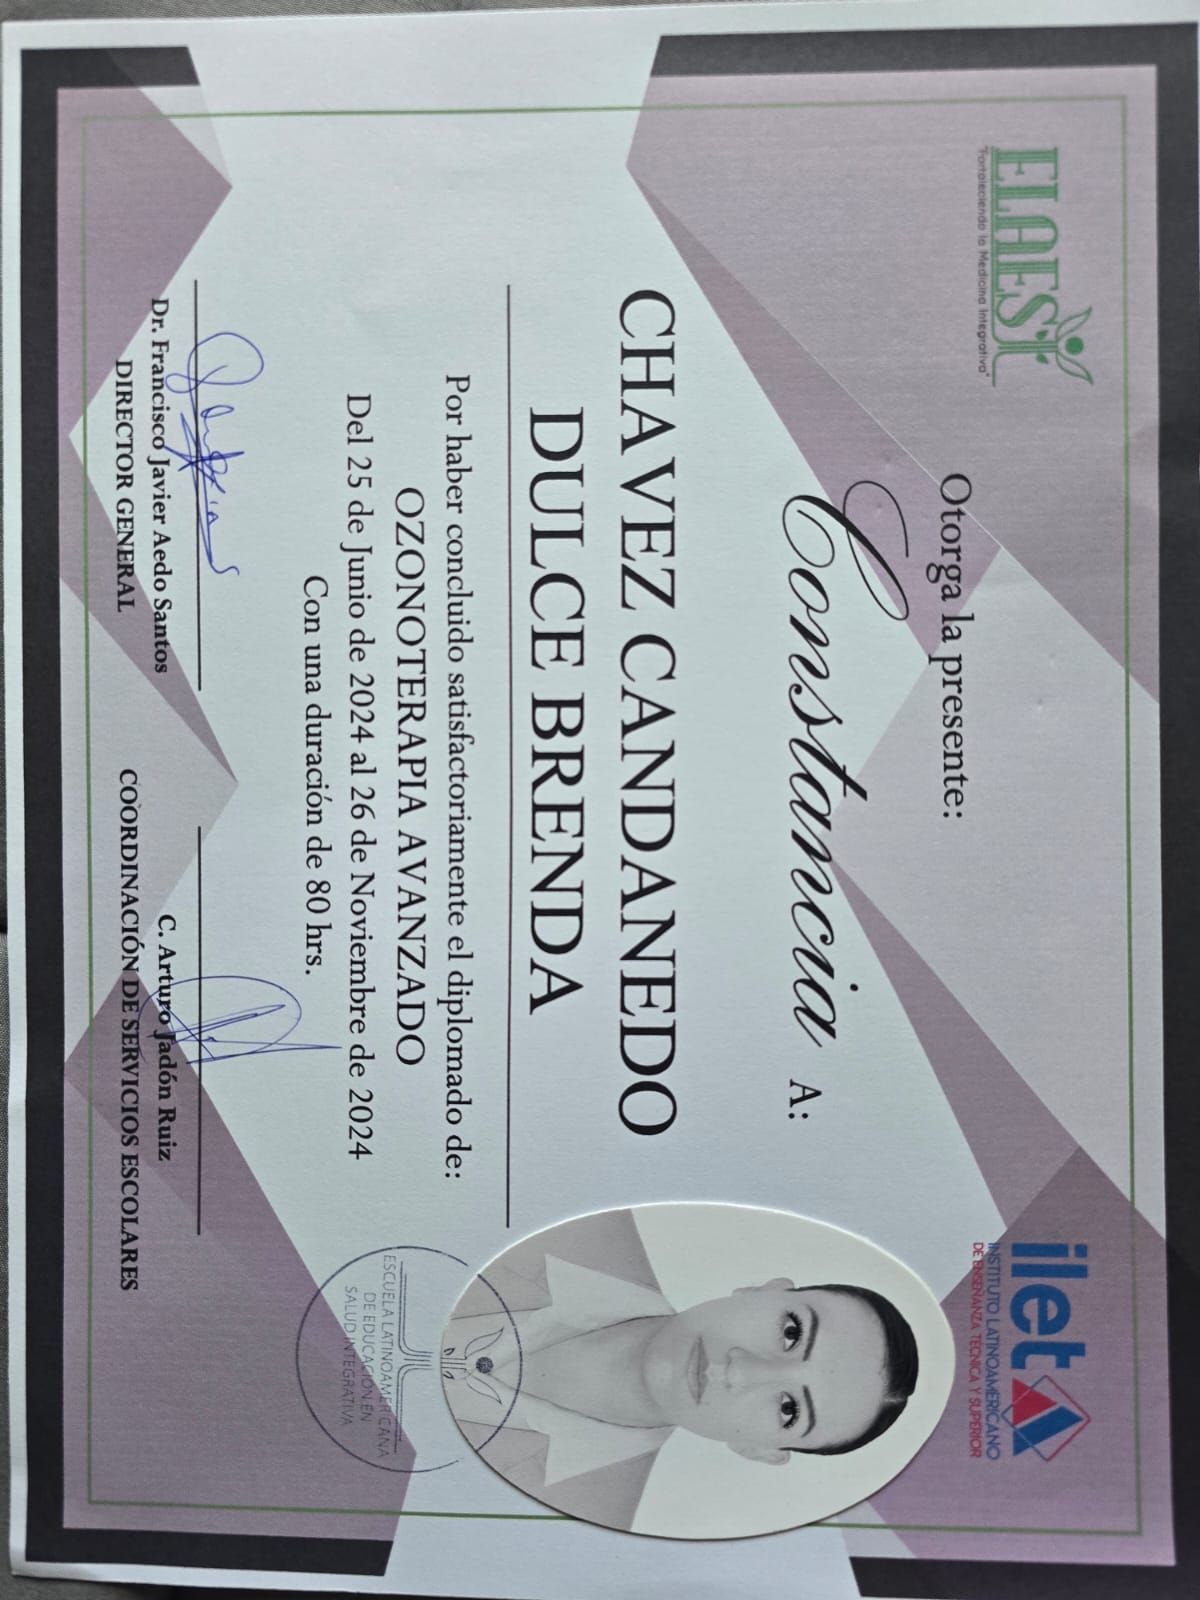 ELAESI
"Fortaleciendo la Medicina Integrativa"
ilet
INSTITUTO LATINOAMERICANO
DE ENSEÑANZA TÉCNICA Y SUPERIOR
Otorga la presente:
Constancia A:
CHAVEZ CANDANEDO
DULCE BRENDA
Por haber concluido satisfactoriamente el diplomado de:
OZONOTERAPIA AVANZADO
Del 25 de Junio de 2024 al 26 de Noviembre de 2024
Con una duración de 80 hrs.
Dr. Francisco Javier Aedo Santos
DIRECTOR GENERAL
C. Arturo Jadón Ruiz
COORDINACIÓN DE SERVICIOS ESCOLARES
ESCUELA LATINOAMERICANA
DE EDUCACIÓN EN
SALUD INTEGRATIVA